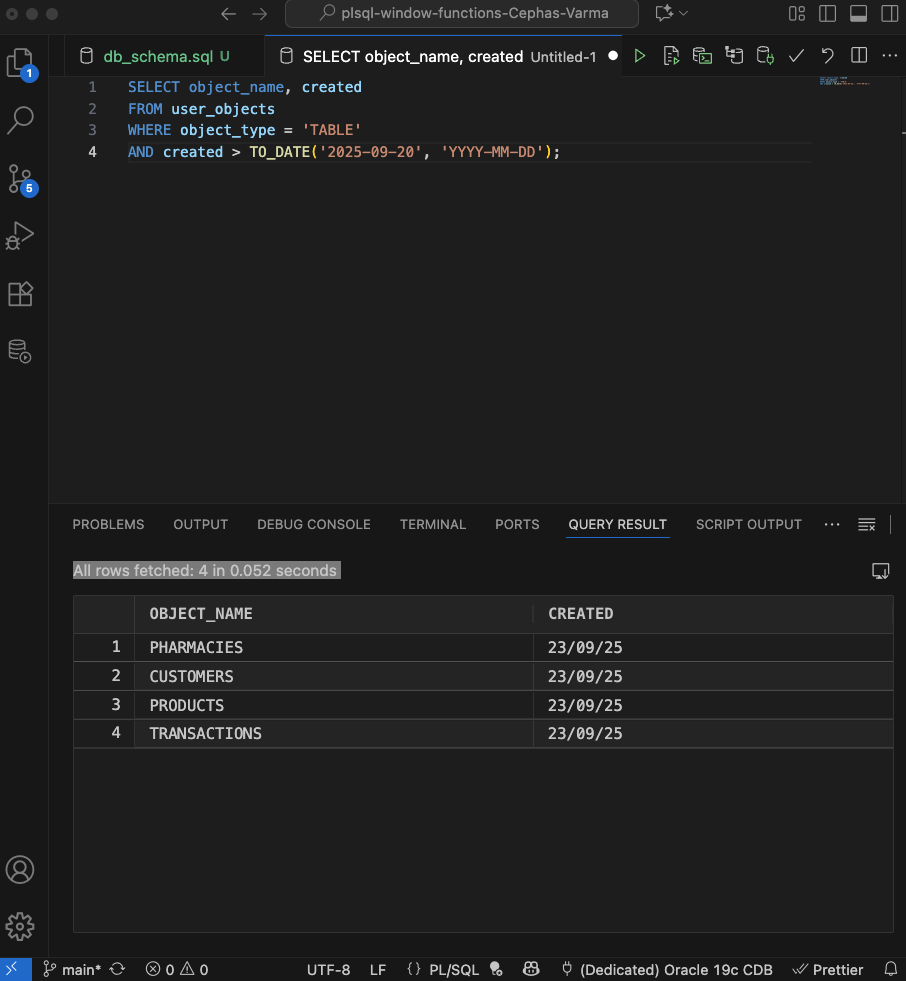 plsql-window-functions-Cephas-Varma
1
db_schema.sql U
SELECT object_name, created Untitled-1
5
1 SELECT object_name, created
2 FROM user_objects
3 WHERE object_type = 'TABLE'
4 AND created > TO_DATE('2025-09-20', 'YYYY-MM-DD');
PROBLEMS OUTPUT DEBUG CONSOLE TERMINAL PORTS QUERY RESULT SCRIPT OUTPUT ...
All rows fetched: 4 in 0.052 seconds
OBJECT_NAME CREATED
1 PHARMACIES 23/09/25
2 CUSTOMERS 23/09/25
3 PRODUCTS 23/09/25
4 TRANSACTIONS 23/09/25
main* 0 0 UTF-8 LF {} PL/SQL (Dedicated) Oracle 19c CDB Prettier